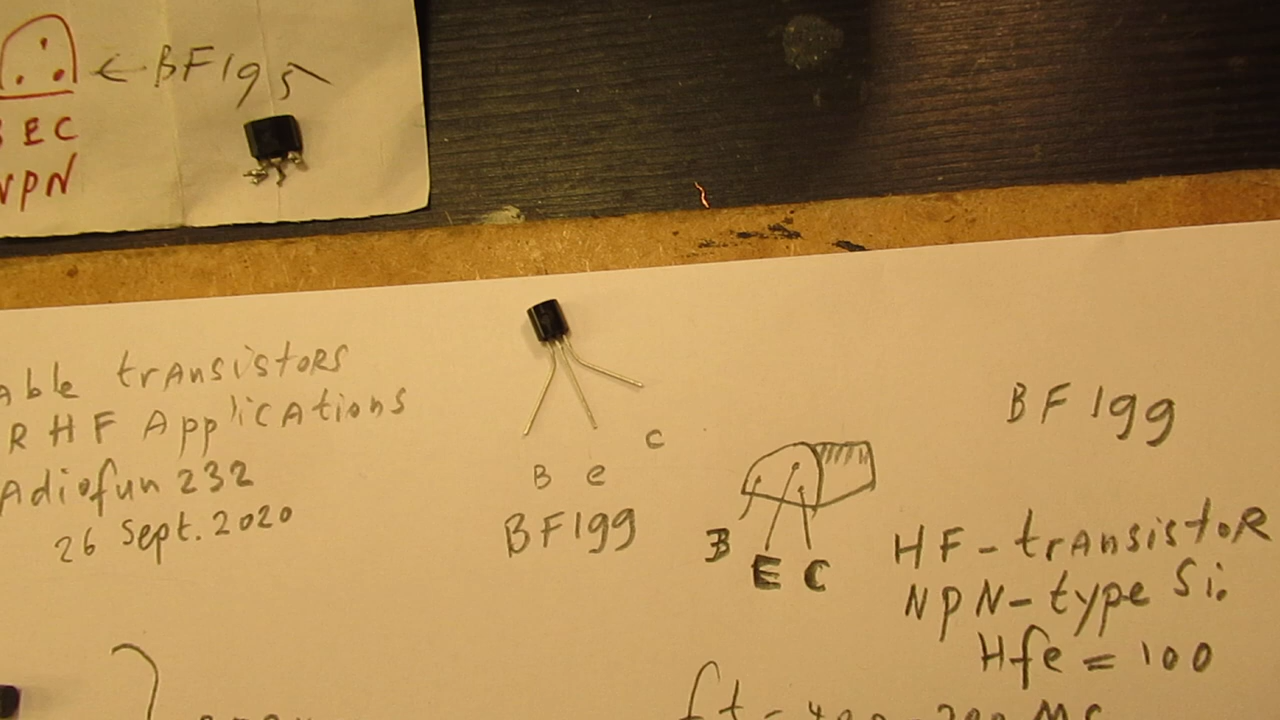 ← BF195
EC
NPN
able transistors
R HF Applications
Adiofun 232
26 Sept. 2020
B e c
BF199
B E C
BF199
HF-transistor
NPN-type Si.
Hfe = 100